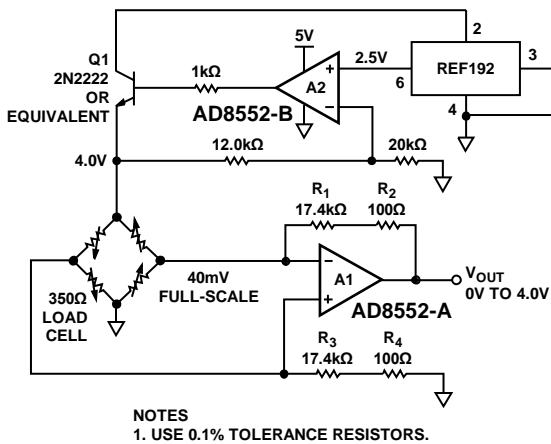 Q1
2N2222
OR
EQUIVALENT
1kΩ
5V
A2
+
−
AD8552-B
2.5V
2
6
REF192
3
4
4.0V
12.0kΩ
20kΩ
R1
17.4kΩ
R2
100Ω
350Ω
LOAD
CELL
40mV
FULL-SCALE
−
A1
+
AD8552-A
VOUT
0V TO 4.0V
R3
17.4kΩ
R4
100Ω
NOTES
1. USE 0.1% TOLERANCE RESISTORS.